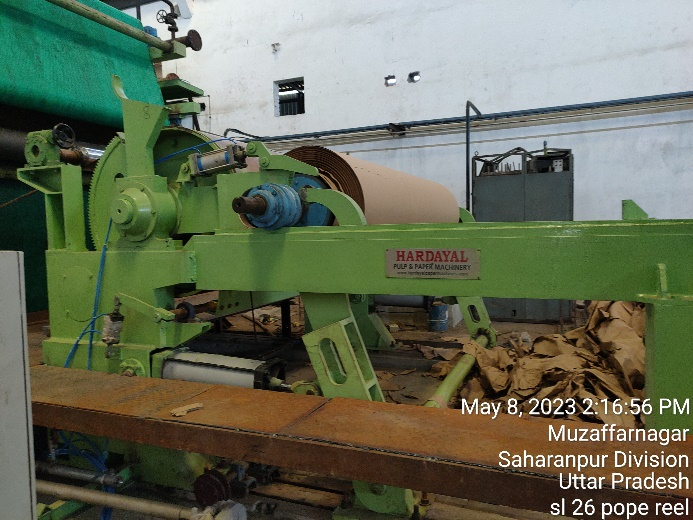 HARDAYAL
PULP & PAPER MACHINERY
May 8, 2023 2:16:56 PM
Muzaffarnagar
Saharanpur Division
Uttar Pradesh
sl 26 pope reel